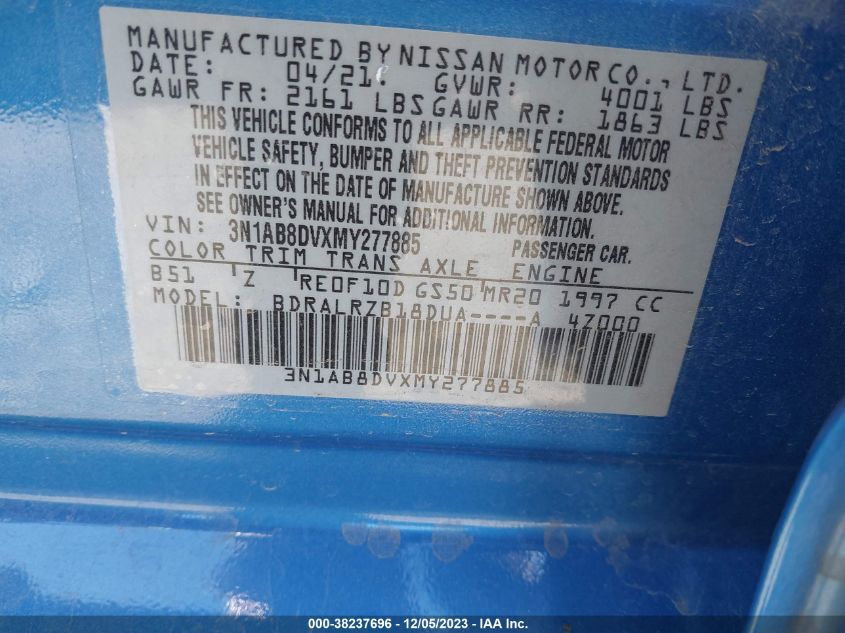 MANUFACTURED BY NISSAN MOTOR CO., LTD.
DATE: 04/21. GVWR: 4001 LBS
GAWR FR: 2161 LBS GAWR RR: 1863 LBS
THIS VEHICLE CONFORMS TO ALL APPLICABLE FEDERAL MOTOR
VEHICLE SAFETY, BUMPER AND THEFT PREVENTION STANDARDS
IN EFFECT ON THE DATE OF MANUFACTURE SHOWN ABOVE.
SEE OWNER'S MANUAL FOR ADDITIONAL INFORMATION.
VIN: 3N1AB8DVXMY277885 PASSENGER CAR.
COLOR TRIM TRANS AXLE ENGINE
B51 Z RE0F10D GS50 MR20 1997 CC
MODEL: BDRALRZB18DUA----A 4Z000
3N1AB8DVXMY277885
000-38237696 - 12/05/2023 - IAA Inc.